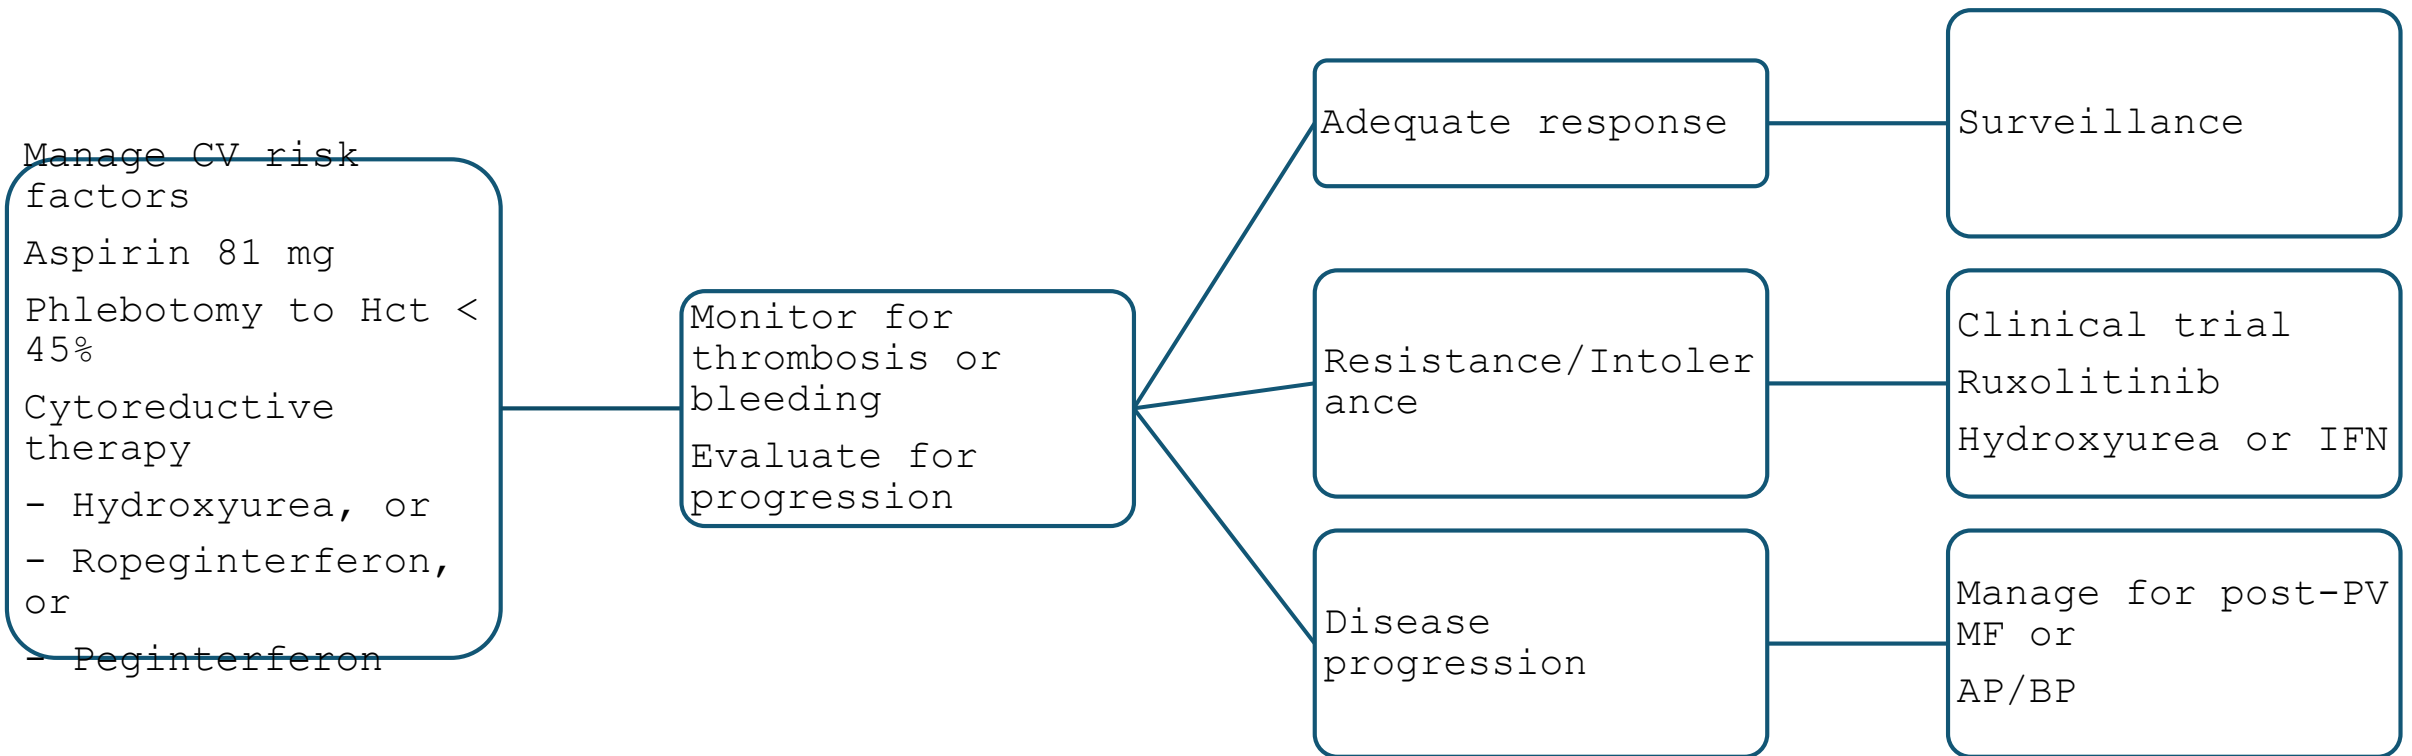 Manage CV risk
factors
Aspirin 81 mg
Phlebotomy to Hct <
45%
Cytoreductive
therapy
- Hydroxyurea, or
- Ropeginterferon,
or
- Peginterferon
Monitor for
thrombosis or
bleeding
Evaluate for
progression
Adequate response
Surveillance
Resistance/Intoler
ance
Clinical trial
Ruxolitinib
Hydroxyurea or IFN
Disease
progression
Manage for post-PV
MF or
AP/BP